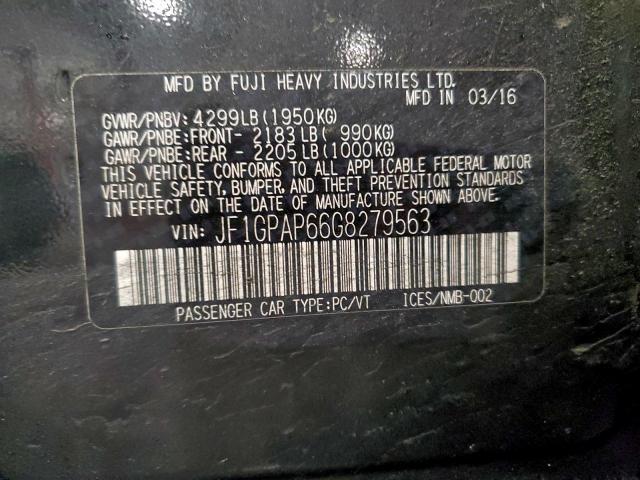 MFD BY FUJI HEAVY INDUSTRIES LTD.
MFD IN 03/16
GVWR/PNBV: 4299LB(1950KG)
GAWR/PNBE:FRONT- 2183LB( 990KG)
GAWR/PNBE:REAR - 2205LB(1000KG)
THIS VEHICLE CONFORMS TO ALL APPLICABLE FEDERAL MOTOR
VEHICLE SAFETY, BUMPER, AND THEFT PREVENTION STANDARDS
IN EFFECT ON THE DATE OF MANUFACTURE SHOWN ABOVE.
VIN: JF1GPAP66G8279563
PASSENGER CAR TYPE:PC/VT ICES/NMB-002